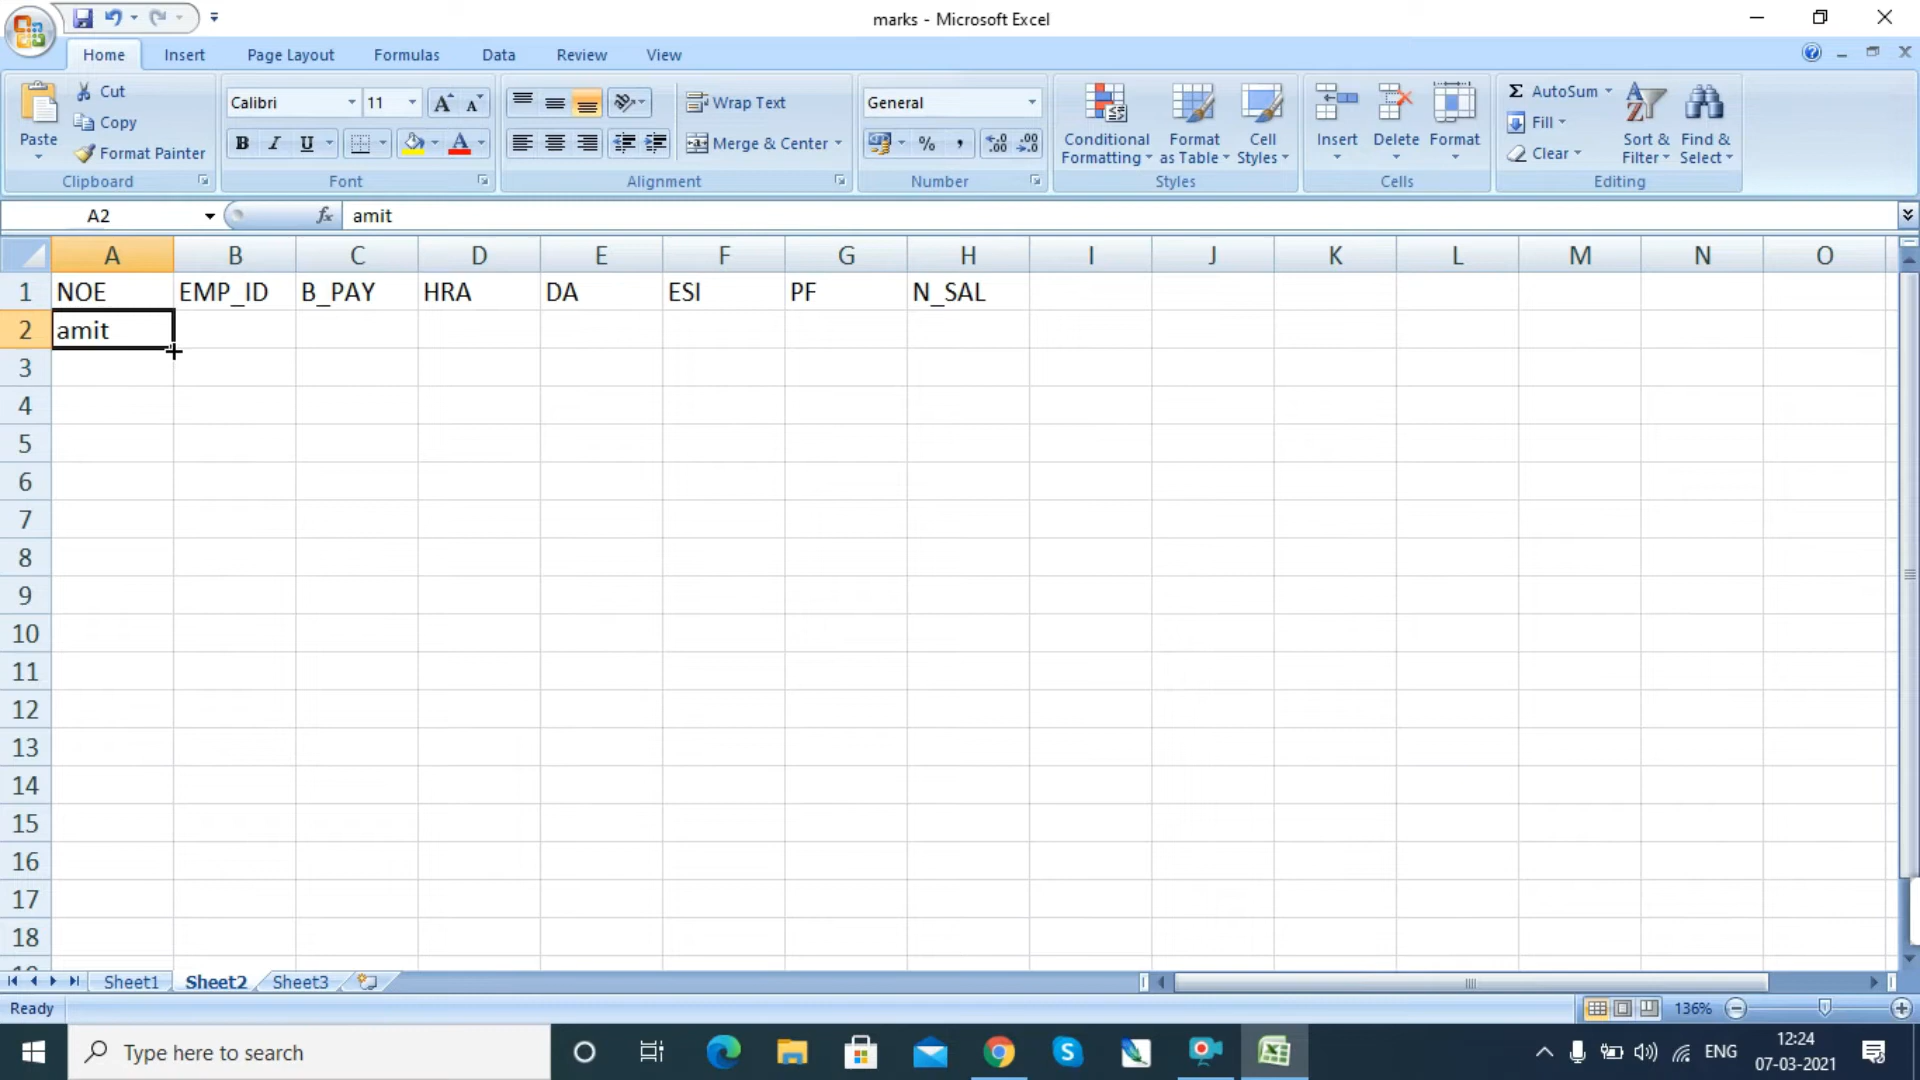 marks - Microsoft Excel
Home Insert Page Layout Formulas Data Review View
Paste
Cut
Copy
Format Painter
Clipboard
Calibri 11
B I U
Font
Wrap Text
Merge & Center
Alignment
General
%
Number
Conditional Formatting
Format as Table
Cell Styles
Styles
Insert
Delete
Format
Cells
Σ AutoSum
Fill
Clear
Sort & Filter
Find & Select
Editing
A2 fx amit
A B C D E F G H I J K L M N O
1 NOE EMP_ID B_PAY HRA DA ESI PF N_SAL
2 amit
3
4
5
6
7
8
9
10
11
12
13
14
15
16
17
18
Sheet1 Sheet2 Sheet3
Ready 136%
Type here to search
ENG
12:24
07-03-2021